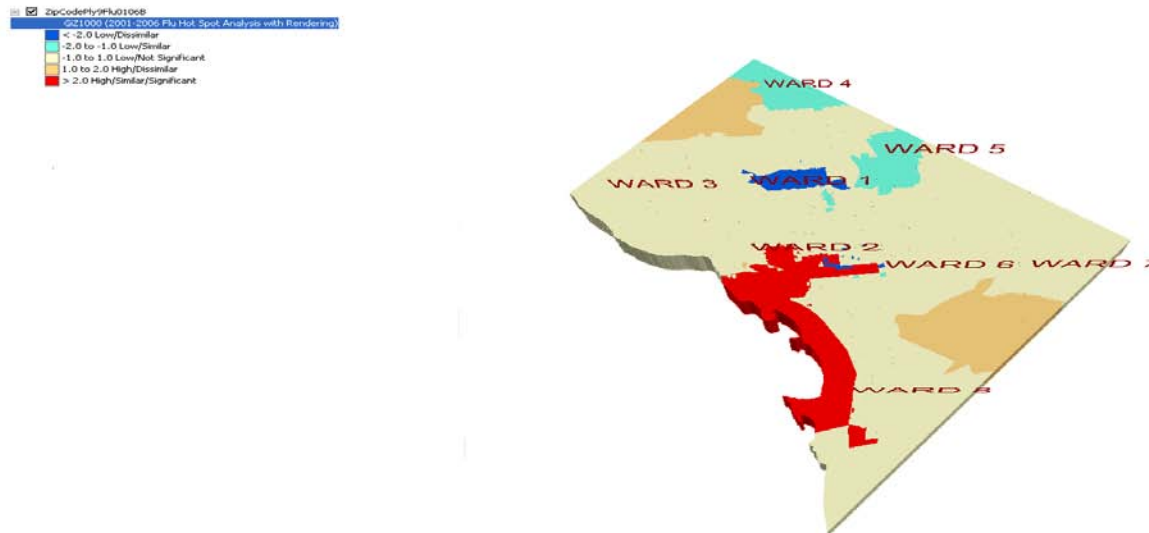 ZipCodePly9Flu0106B
GiZ1000 (2001-2006 Flu Hot Spot Analysis with Rendering)
< -2.0 Low/Dissimilar
-2.0 to -1.0 Low/Similar
-1.0 to 1.0 Low/Not Significant
1.0 to 2.0 High/Dissimilar
> 2.0 High/Similar/Significant
WARD 4
WARD 5
WARD 3
WARD 1
WARD 2
WARD 6
WARD 7
WARD 8